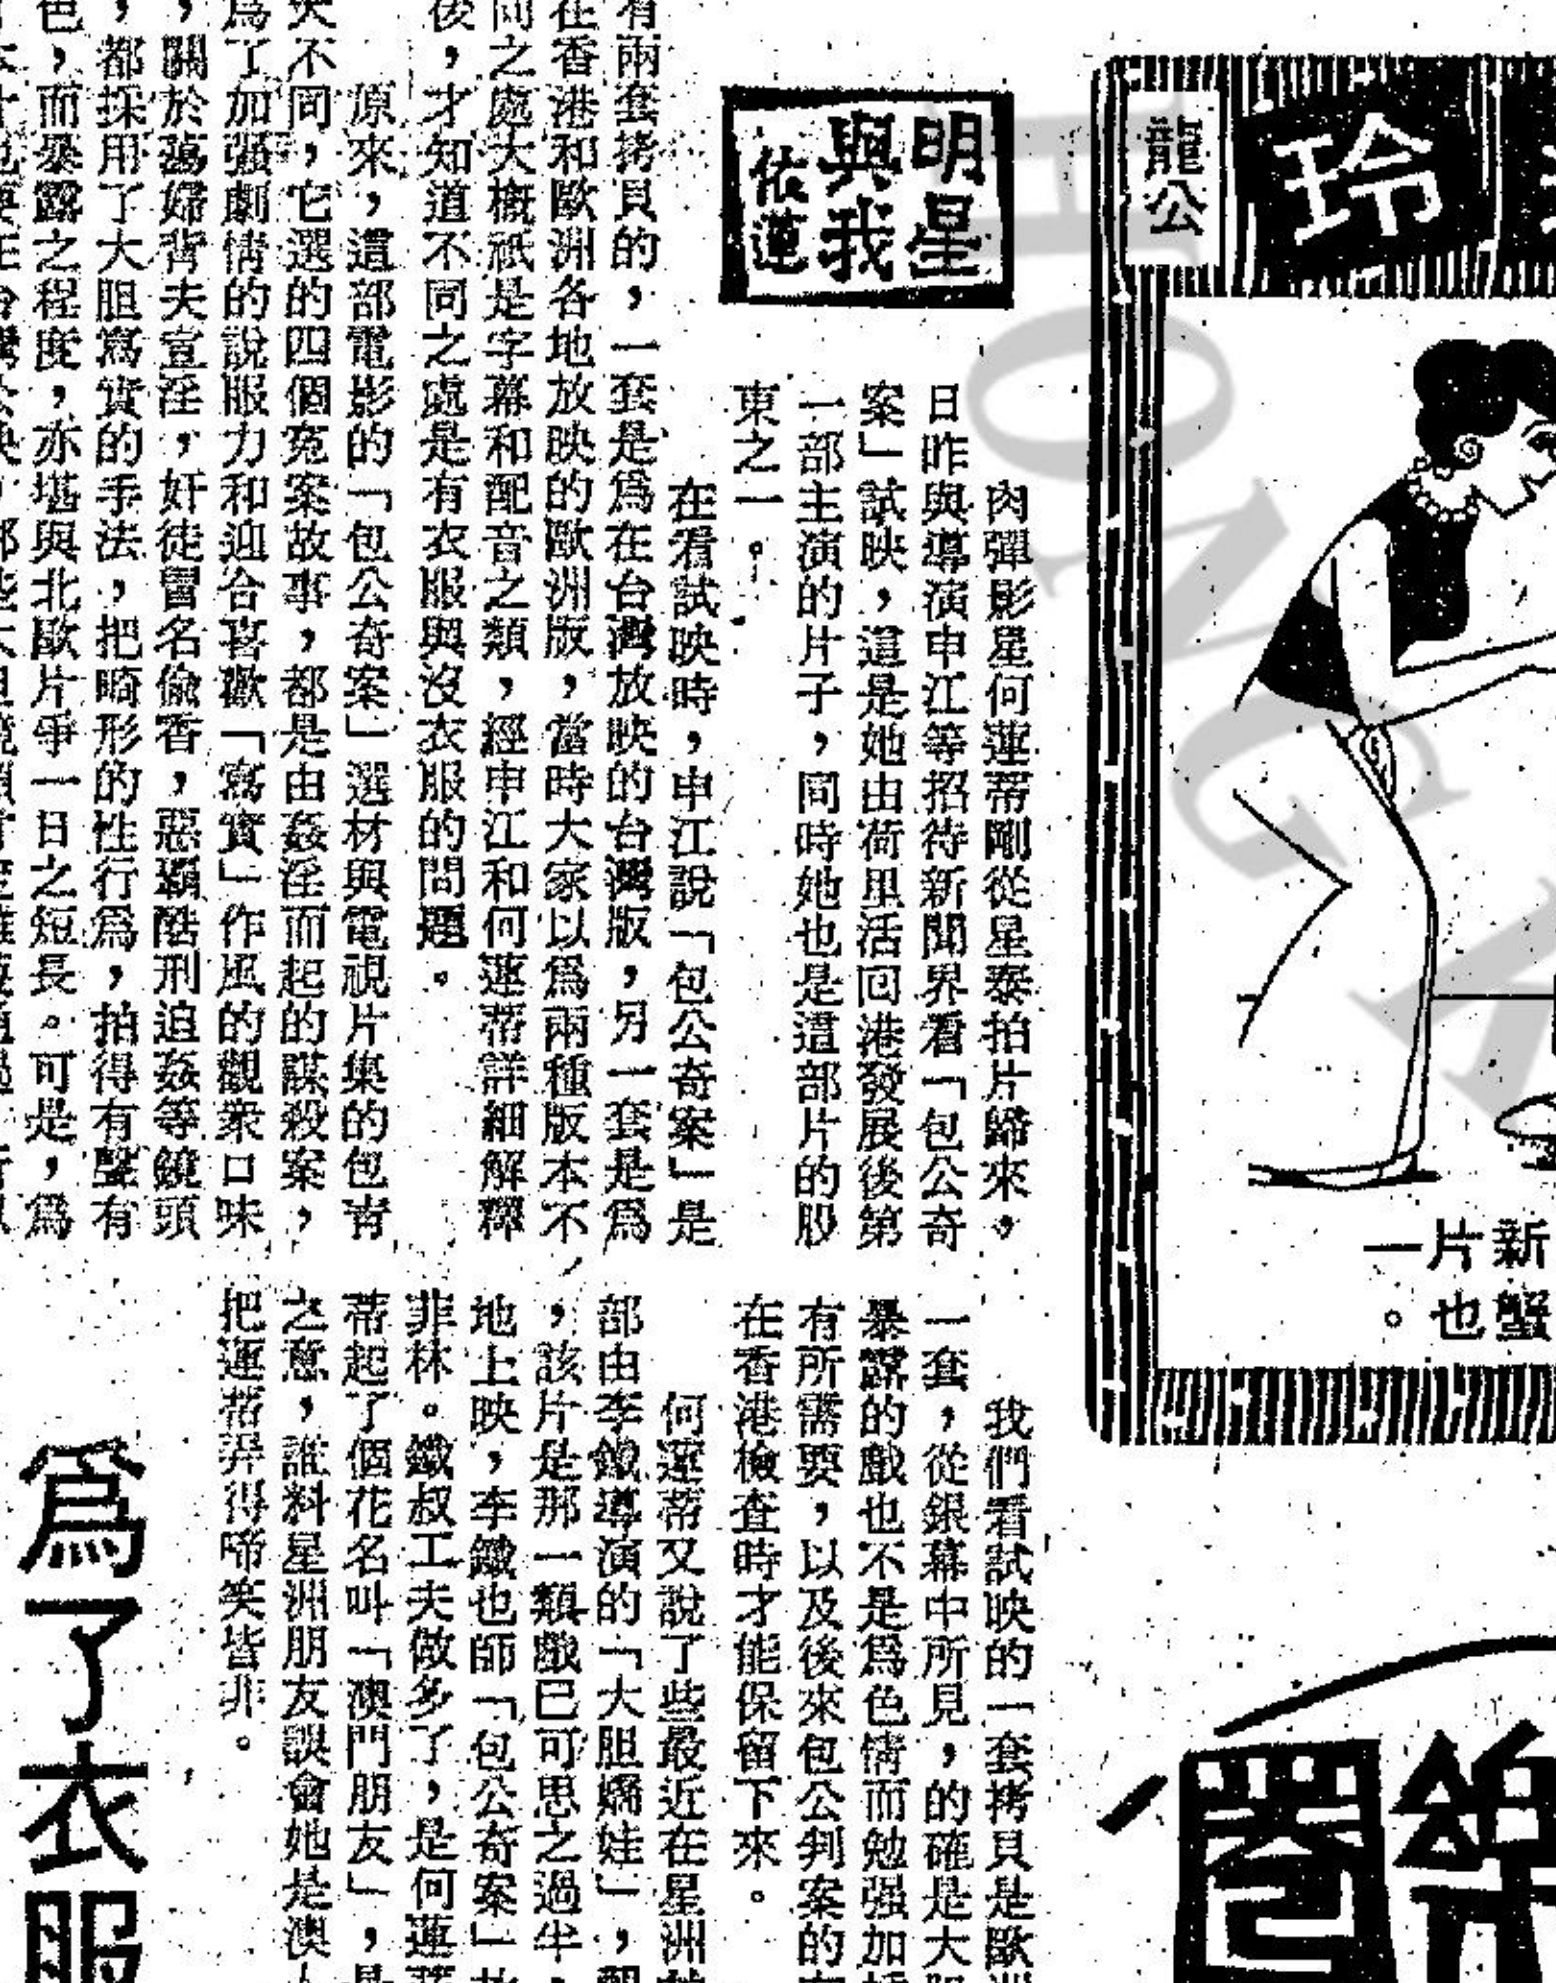 明星
與我
依蓮
肉彈影星何蓮蒂剛從星泰拍片歸來，
日昨與導演申江等招待新聞界看「包公奇
案」試映，這是她由荷里活回港發展後第
一部主演的片子，同時她也是這部片的股
東之一。
在看試映時，申江說「包公奇案」是
有兩套拷貝的，一套是爲在台灣放映的台灣版，另一套是爲
在香港和歐洲各地放映的歐洲版，當時大家以爲兩種版本不
同之處大概祇是字幕和配音之類，經申江和何蓮蒂詳細解釋
後，才知道不同之處是有衣服與沒衣服的問題。
原來，這部電影的「包公奇案」選材與電視片集的包青
天不同，它選的四個寃案故事，都是由姦淫而起的謀殺案，
爲了加强劇情的說服力和迎合喜歡「寫實」作風的觀衆口味
，關於蕩婦背夫宣淫，奸徒冒名偷香，惡霸酷刑追姦等鏡頭
，都採用了大胆寫實的手法，把畸形的性行爲，拍得有聲有
色，而暴露之程度，亦堪與北歐片爭一日之短長。可是，爲
我們看試映的一套拷貝是歐洲
一套，從銀幕中所見，的確是大胆
暴露的戲也不是爲色情而勉强加插
有所需要，以及後來包公判案的
在香港檢查時才能保留下來。
何蓮蒂又說了些最近在星洲
部由李鐵導演的「大胆嬌娃」，
，該片是那一類戲已可思之過半，
地上映，李鐵也師「包公奇案」故
菲林。鐵叔工夫做多了，是何蓮蒂
蒂起了個花名叫「澳門朋友」，是
之意，誰料星洲朋友誤會她是澳
把蓮蒂弄得啼笑皆非。
爲了衣服
龍公
玲
新片一
蟹也。
圈
HONG K